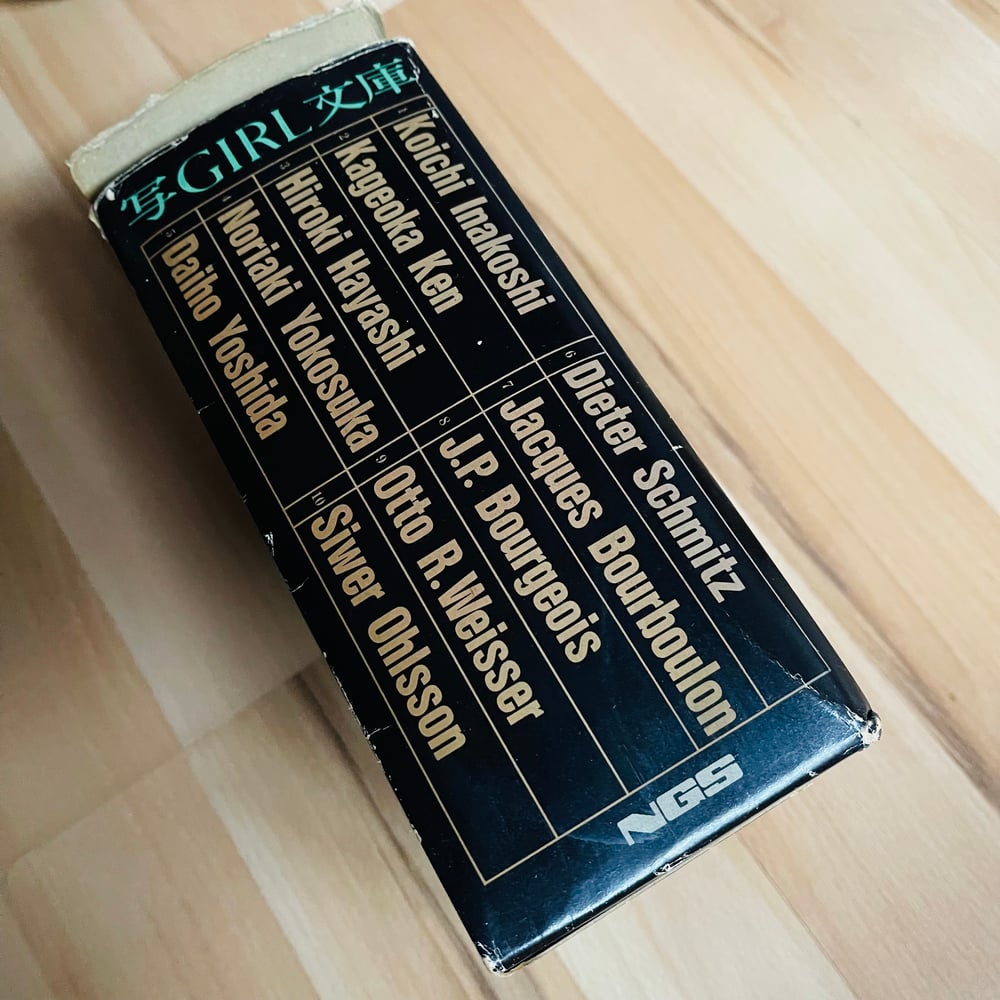 写GIRL文庫
1 Koichi Inakoshi
2 Kageoka Ken
3 Hiroki Hayashi
4 Noriaki Yokosuka
5 Daiho Yoshida
6 Dieter Schmitz
7 Jacques Bourboulon
8 J.P. Bourgeois
9 Otto R. Weisser
10 Siwer Ohlsson
NGS